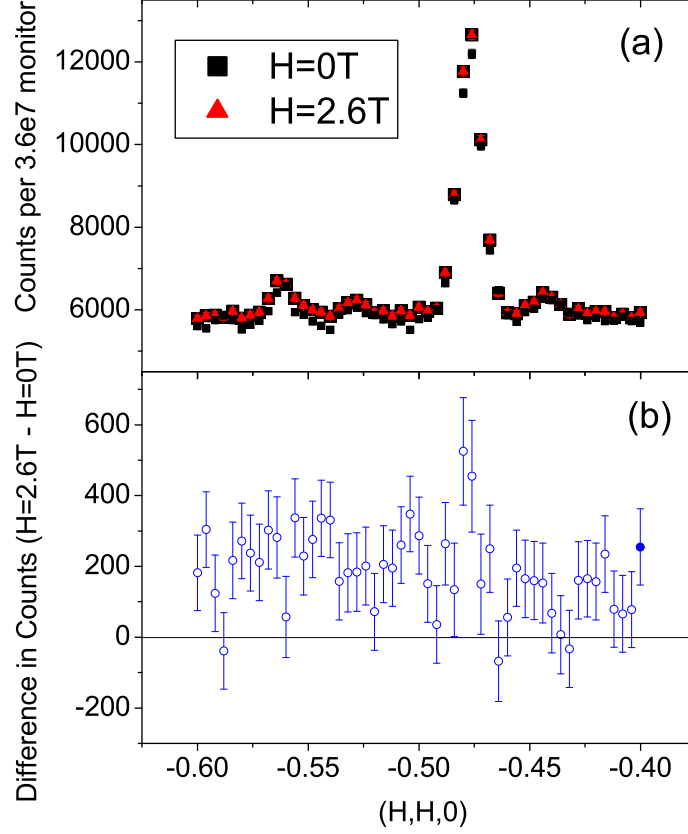 (a)
H=0T
H=2.6T
Counts per 3.6e7 monitor
12000
10000
8000
6000
(b)
Difference in Counts (H=2.6T - H=0T)
600
400
200
0
-200
-0.60
-0.55
-0.50
-0.45
-0.40
(H,H,0)